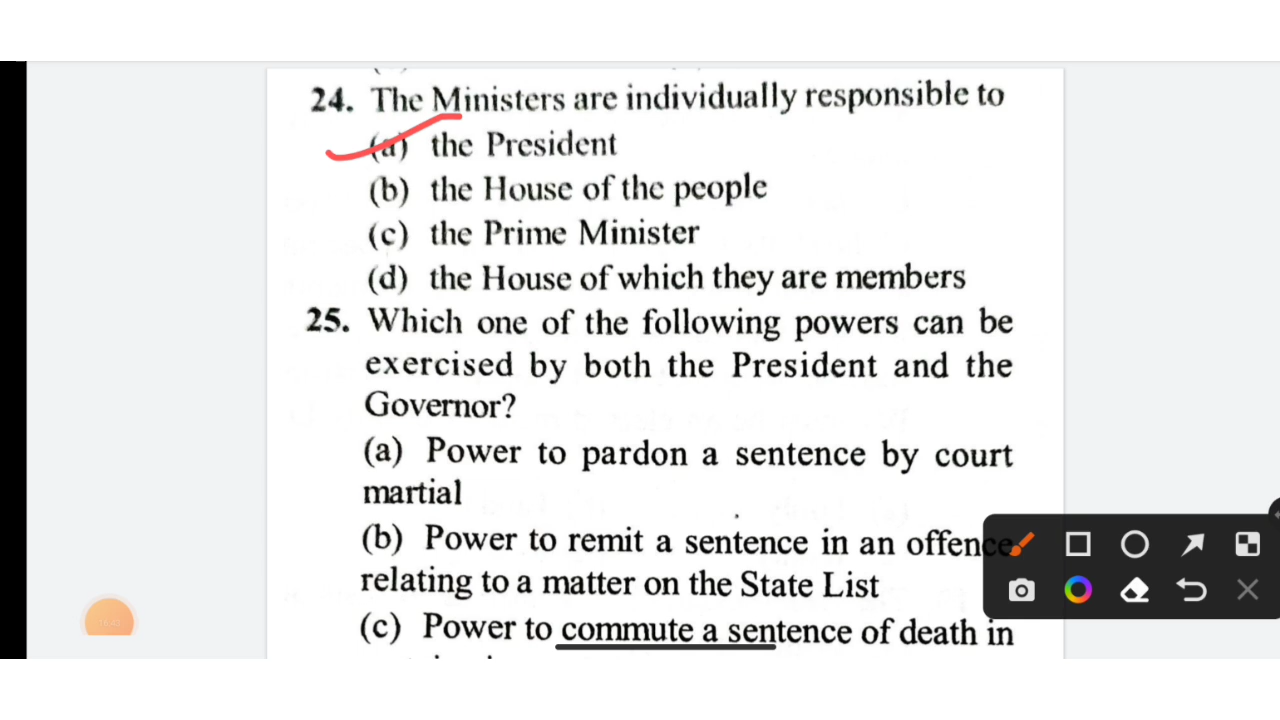 24. The Ministers are individually responsible to
(a) the President
(b) the House of the people
(c) the Prime Minister
(d) the House of which they are members
25. Which one of the following powers can be
exercised by both the President and the
Governor?
(a) Power to pardon a sentence by court
martial
(b) Power to remit a sentence in an offence
relating to a matter on the State List
(c) Power to commute a sentence of death in